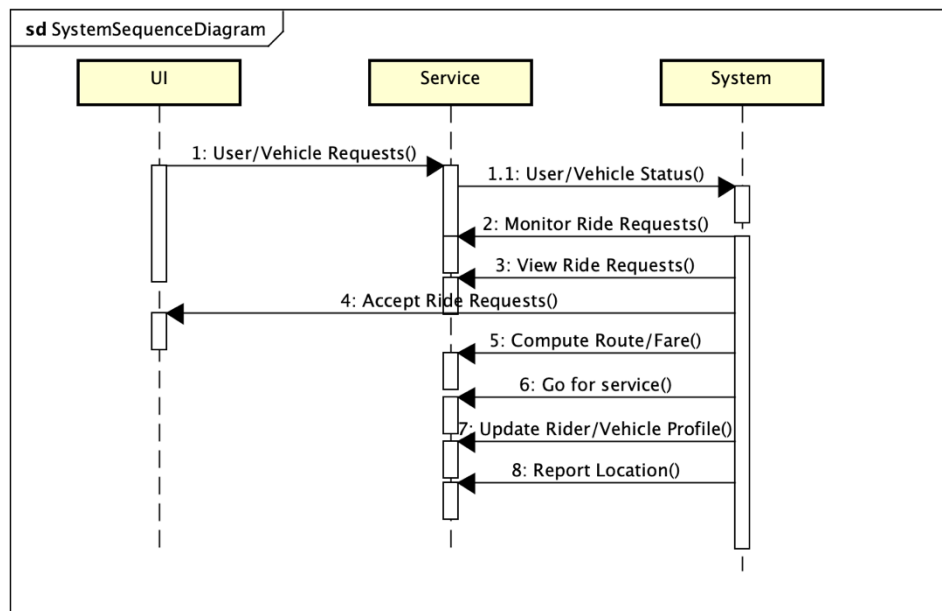 sd SystemSequenceDiagram
UI
Service
System
1: User/Vehicle Requests()
1.1: User/Vehicle Status()
2: Monitor Ride Requests()
3: View Ride Requests()
4: Accept Ride Requests()
5: Compute Route/Fare()
6: Go for service()
7: Update Rider/Vehicle Profile()
8: Report Location()